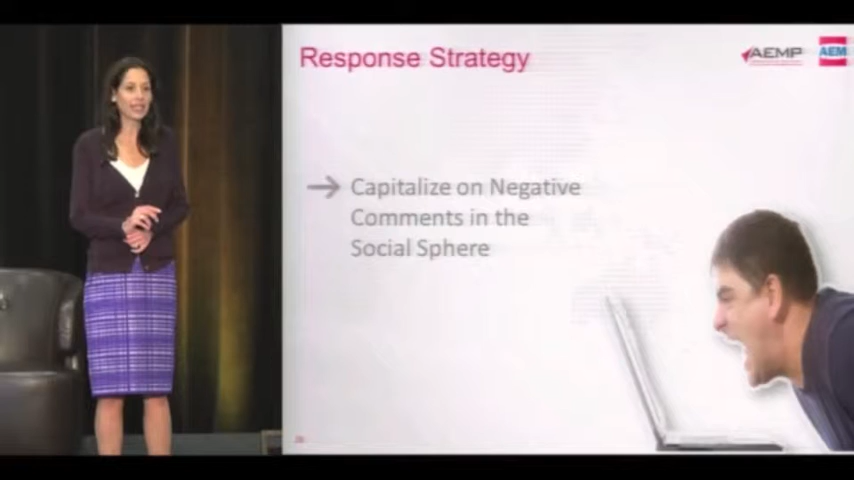 Response Strategy
AEMP
AEM
→ Capitalize on Negative
Comments in the
Social Sphere